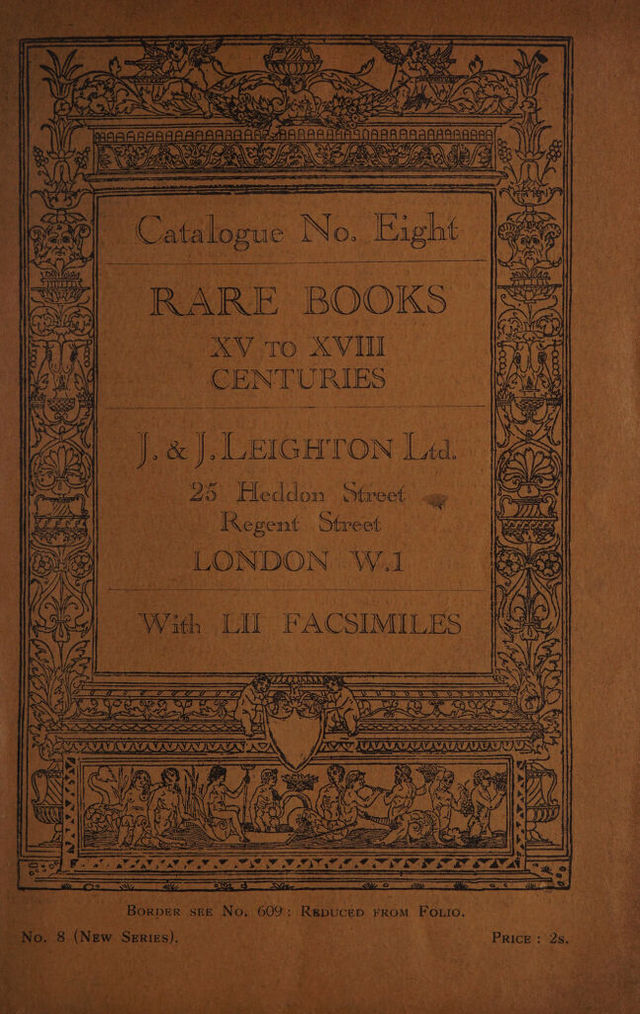 Catalogue No. Eight
RARE BOOKS
XV TO XVIII
CENTURIES
J. & J. LEIGHTON Ltd.
25 Heddon Street
Regent Street
LONDON W.1
With LII FACSIMILES
BORDER SEE NO. 609: REDUCED FROM FOLIO.
NO. 8 (NEW SERIES). PRICE: 2s.